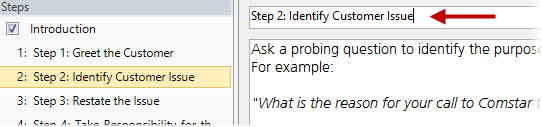 Steps
Introduction
1: Step 1: Greet the Customer
2: Step 2: Identify Customer Issue
3: Step 3: Restate the Issue
4: Step 4: Take Responsibility for th
Step 2: Identify Customer Issue
Ask a probing question to identify the purpose
For example:
"What is the reason for your call to Comstar t